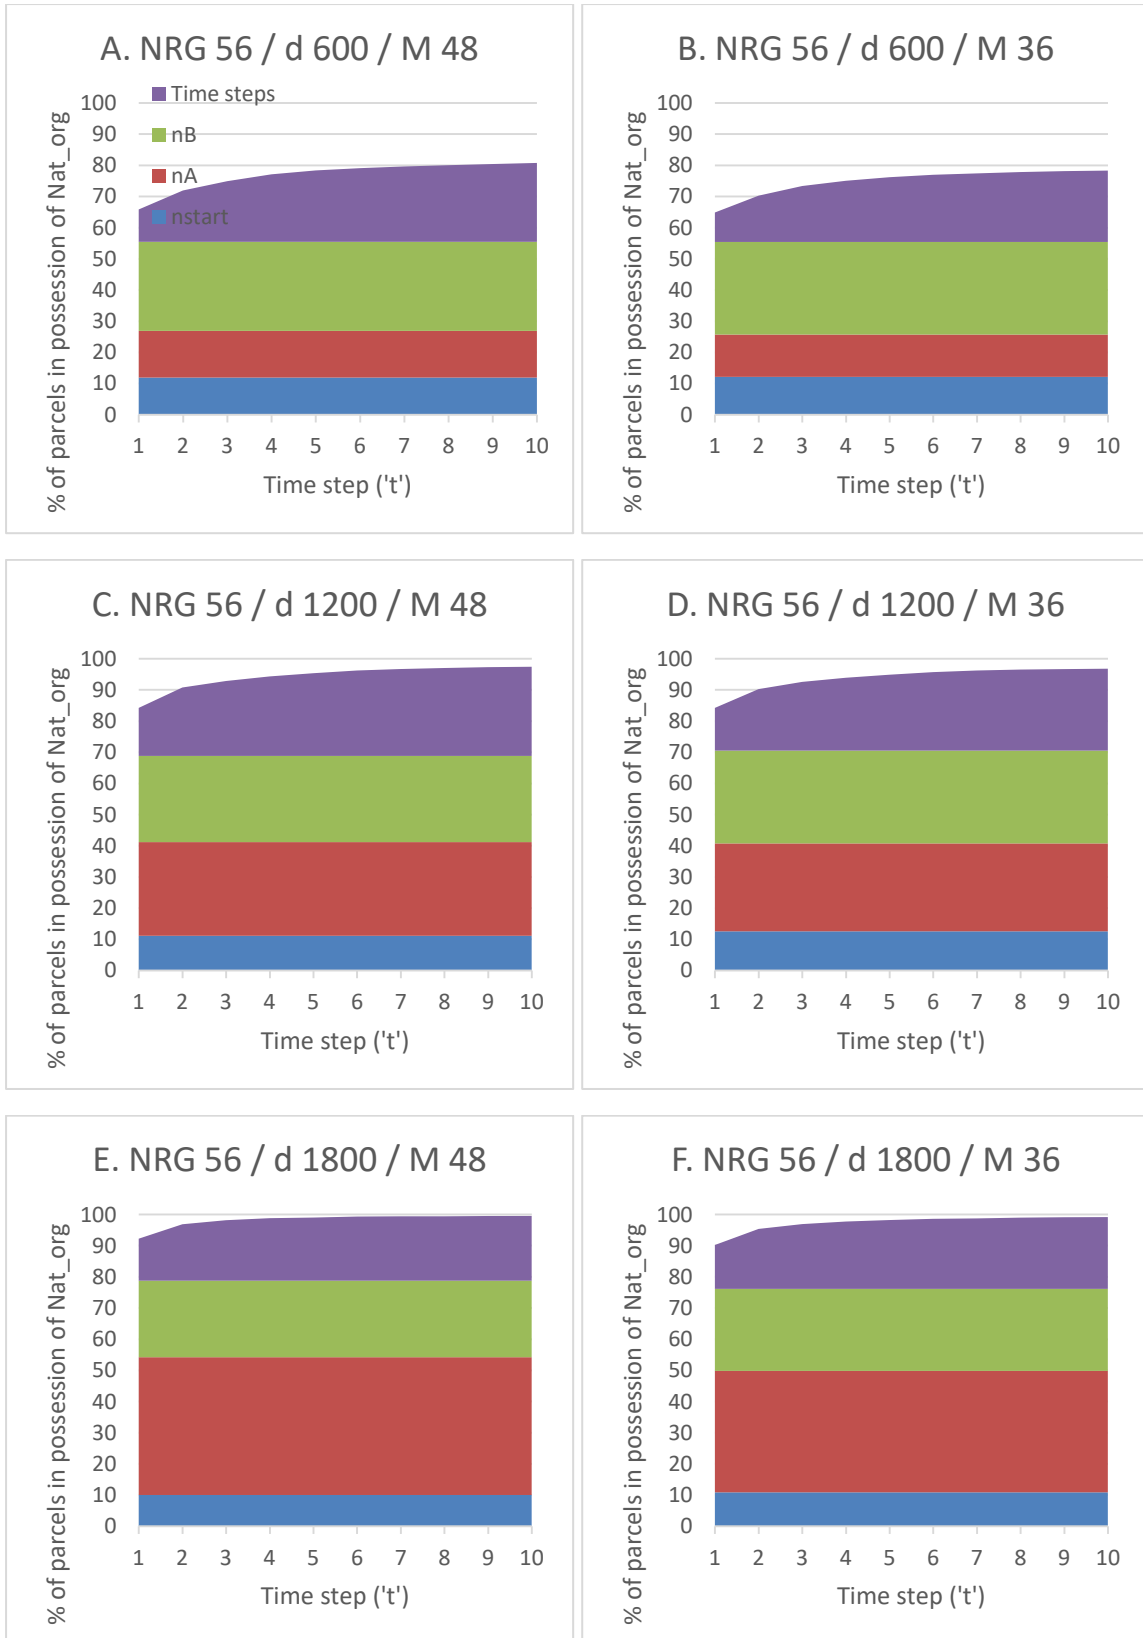 A. NRG 56 / d 600 / M 48
% of parcels in possession of Nat_org
Time steps
nB
nA
nstart
100
90
80
70
60
50
40
30
20
10
0
1 2 3 4 5 6 7 8 9 10
Time step ('t')
B. NRG 56 / d 600 / M 36
% of parcels in possession of Nat_org
100
90
80
70
60
50
40
30
20
10
0
1 2 3 4 5 6 7 8 9 10
Time step ('t')
C. NRG 56 / d 1200 / M 48
% of parcels in possession of Nat_org
100
90
80
70
60
50
40
30
20
10
0
1 2 3 4 5 6 7 8 9 10
Time step ('t')
D. NRG 56 / d 1200 / M 36
% of parcels in possession of Nat_org
100
90
80
70
60
50
40
30
20
10
0
1 2 3 4 5 6 7 8 9 10
Time step ('t')
E. NRG 56 / d 1800 / M 48
% of parcels in possession of Nat_org
100
90
80
70
60
50
40
30
20
10
0
1 2 3 4 5 6 7 8 9 10
Time step ('t')
F. NRG 56 / d 1800 / M 36
% of parcels in possession of Nat_org
100
90
80
70
60
50
40
30
20
10
0
1 2 3 4 5 6 7 8 9 10
Time step ('t')